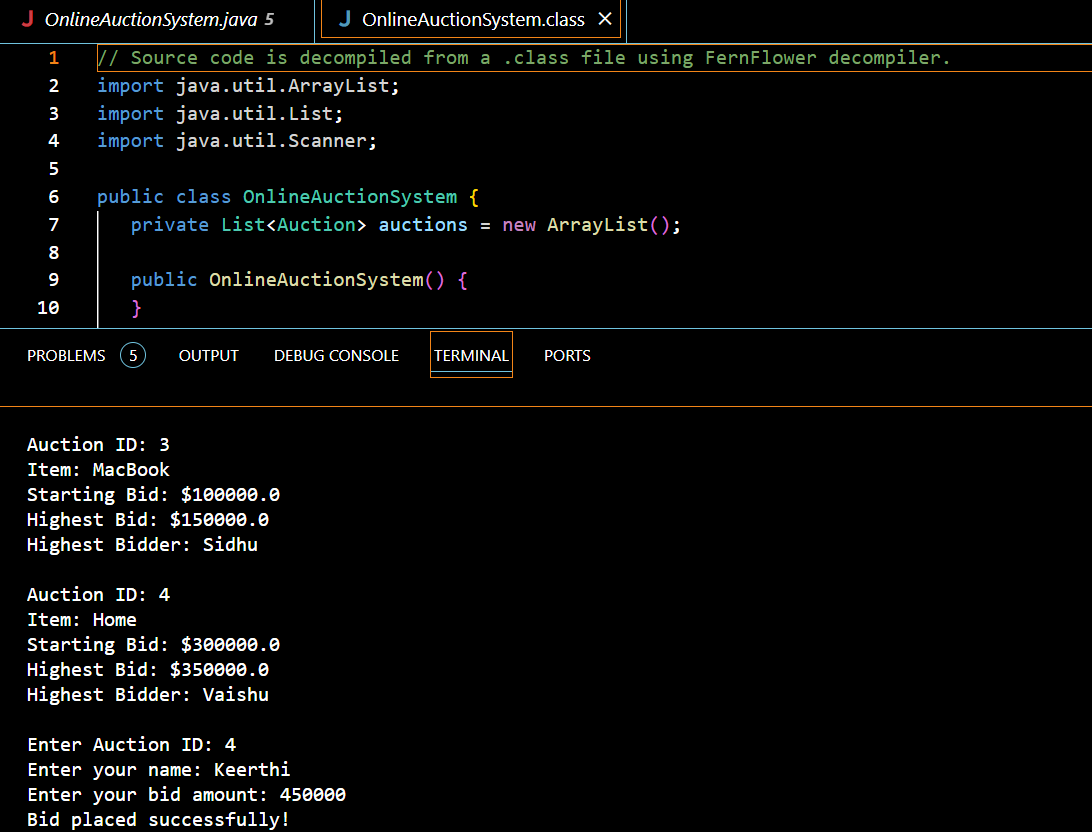 J OnlineAuctionSystem.java 5 J OnlineAuctionSystem.class ×
1 // Source code is decompiled from a .class file using FernFlower decompiler.
2 import java.util.ArrayList;
3 import java.util.List;
4 import java.util.Scanner;
5
6 public class OnlineAuctionSystem {
7 private List<Auction> auctions = new ArrayList();
8
9 public OnlineAuctionSystem() {
10 }
PROBLEMS 5 OUTPUT DEBUG CONSOLE TERMINAL PORTS
Auction ID: 3
Item: MacBook
Starting Bid: $100000.0
Highest Bid: $150000.0
Highest Bidder: Sidhu
Auction ID: 4
Item: Home
Starting Bid: $300000.0
Highest Bid: $350000.0
Highest Bidder: Vaishu
Enter Auction ID: 4
Enter your name: Keerthi
Enter your bid amount: 450000
Bid placed successfully!